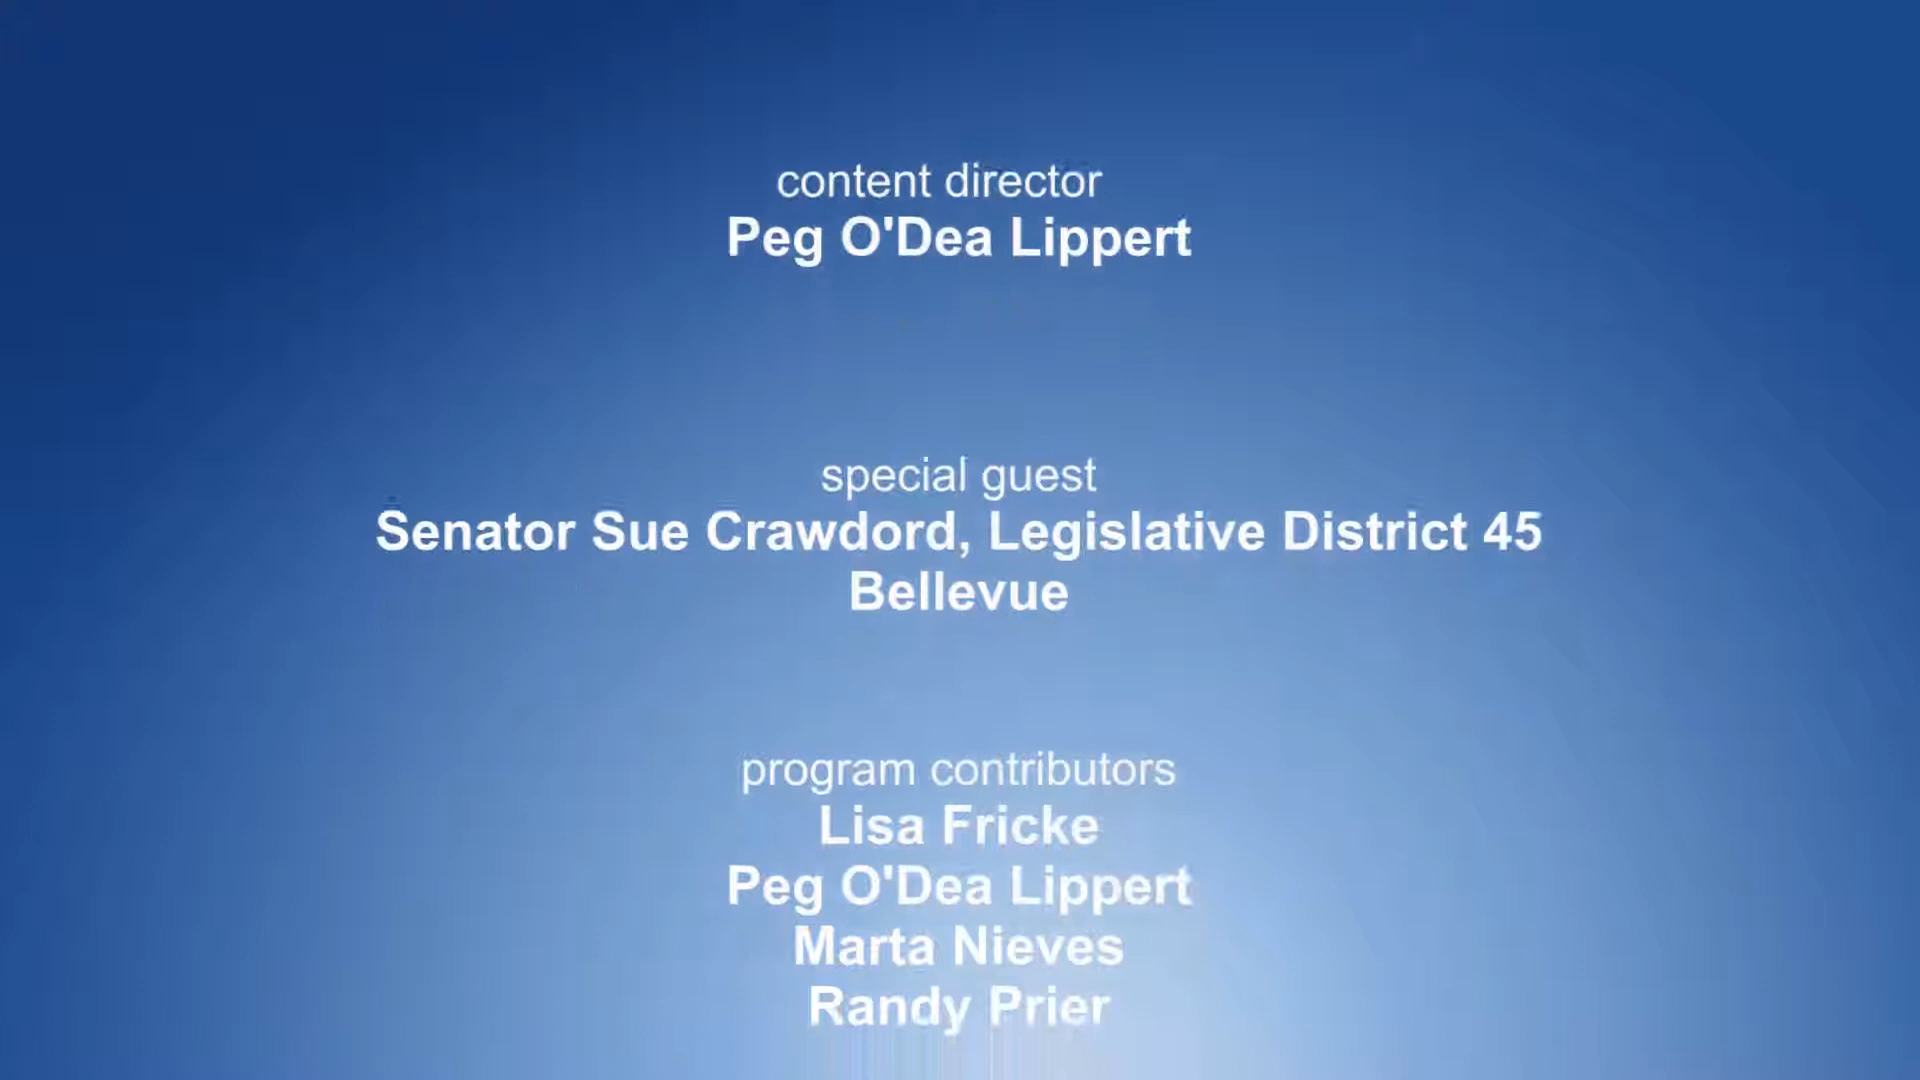 content director
Peg O'Dea Lippert
special guest
Senator Sue Crawdord, Legislative District 45
Bellevue
program contributors
Lisa Fricke
Peg O'Dea Lippert
Marta Nieves
Randy Prier